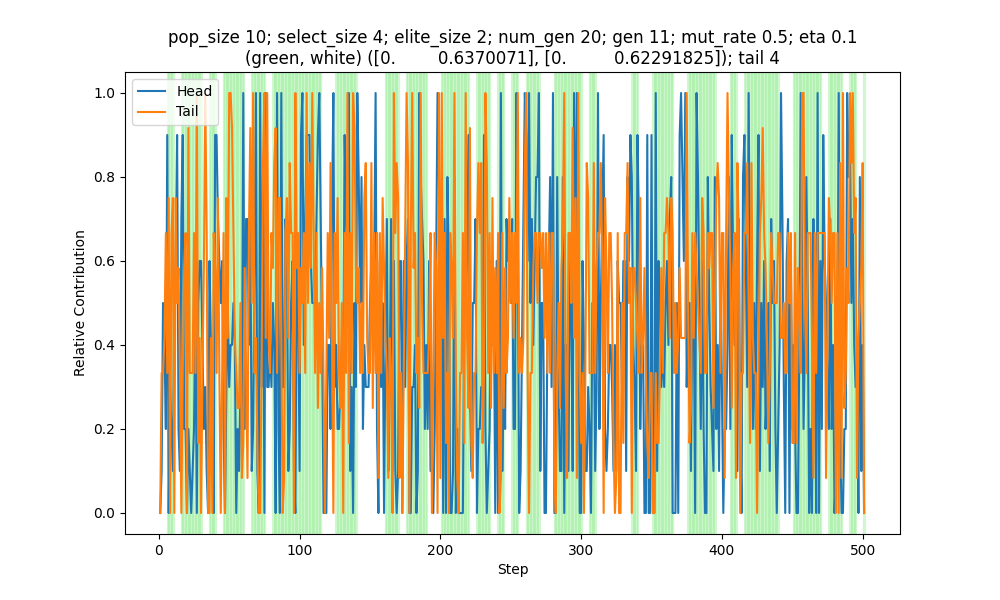 pop_size 10; select_size 4; elite_size 2; num_gen 20; gen 11; mut_rate 0.5; eta 0.1
(green, white) ([0. 0.6370071], [0. 0.62291825]); tail 4
Head
Tail
Relative Contribution
1.0
0.8
0.6
0.4
0.2
0.0
0
100
200
300
400
500
Step